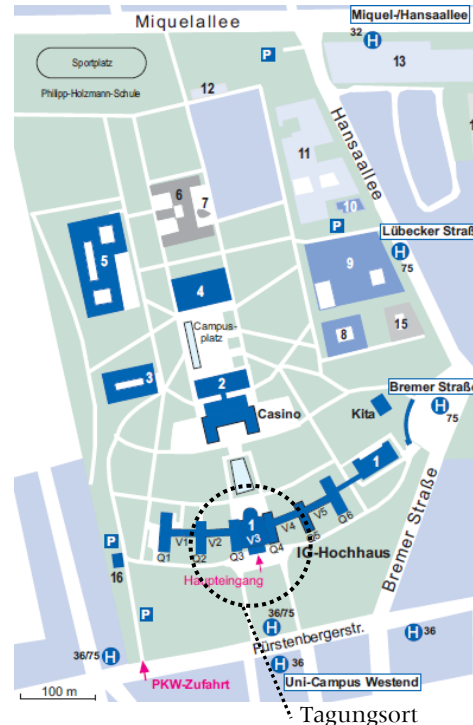 Miquelallee
Miquel-/Hansaallee
32 H
P
Sportplatz
Philipp-Holzmann-Schule
12
13
Hansaallee
11
6
7
10
P
Lübecker Straß
H
75
5
9
4
Campus-
platz
8
15
3
2
Bremer Straße
H
75
Casino
Kita
1
Bremer Straße
1
V1
V2
V3
V4
V5
Q1
Q2
Q3
Q4
Q6
IG-Hochhaus
P
16
Haupteingang
P
36/75
H
Fürstenbergerstr.
H 36
36/75
H
H 36
PKW-Zufahrt
Uni-Campus Westend
100 m
Tagungsort